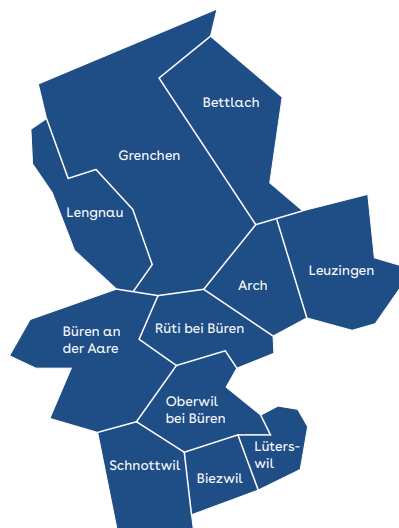 Bettlach
Grenchen
Lengnau
Leuzingen
Arch
Büren an
der Aare
Rüti bei Büren
Oberwil
bei Büren
Lüters-
wil
Schnottwil
Biezwil